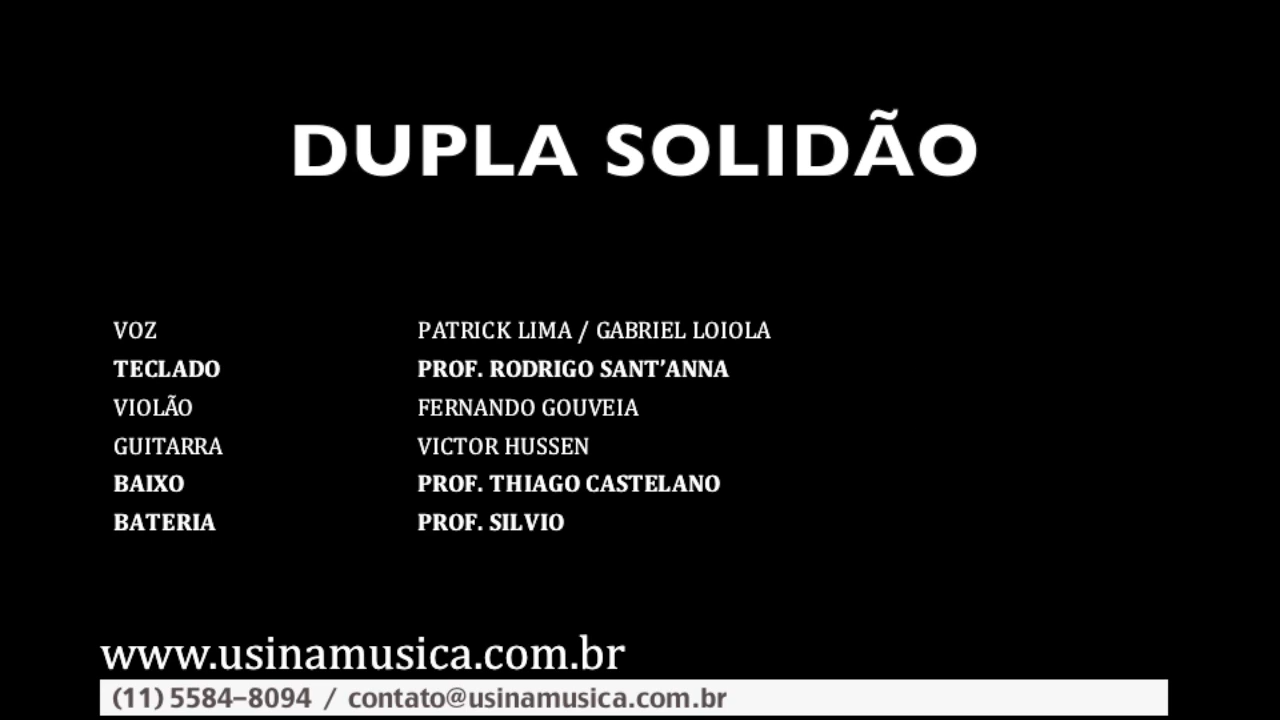 DUPLA SOLIDÃO
VOZ PATRICK LIMA / GABRIEL LOIOLA
TECLADO PROF. RODRIGO SANT'ANNA
VIOLÃO FERNANDO GOUVEIA
GUITARRA VICTOR HUSSEN
BAIXO PROF. THIAGO CASTELANO
BATERIA PROF. SILVIO
www.usinamusica.com.br
(11) 5584-8094 / contato@usinamusica.com.br